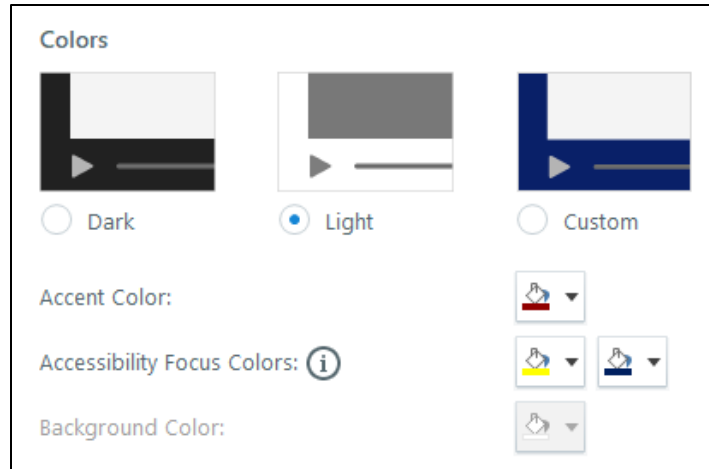 Colors
Dark Light Custom
Accent Color:
Accessibility Focus Colors:
Background Color: